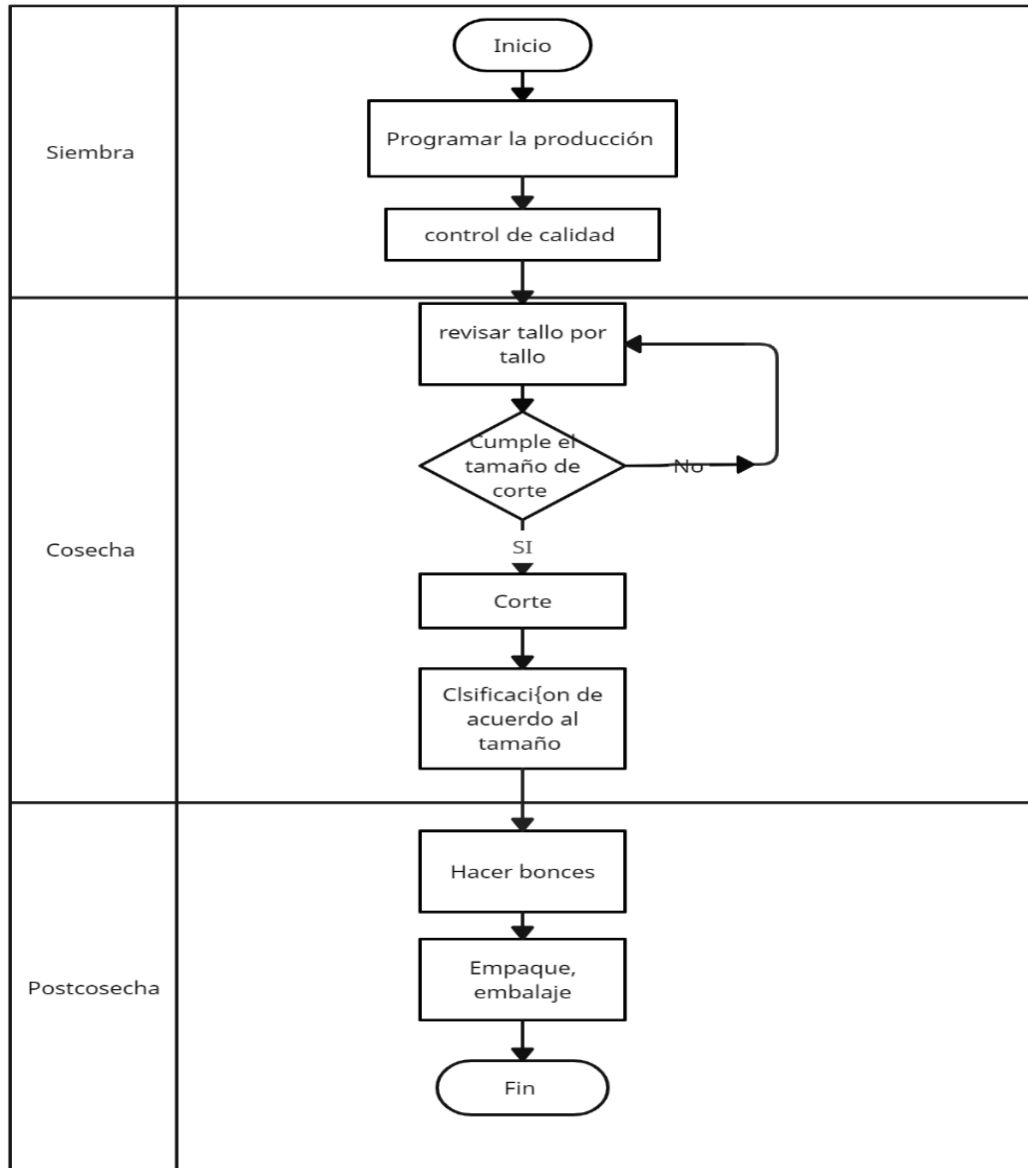 Inicio
Siembra
Programar la producción
control de calidad
revisar tallo por
tallo
Cumple el
tamaño de
corte
No
SI
Cosecha
Corte
Clsificaci{on de
acuerdo al
tamaño
Hacer bonces
Postcosecha
Empaque,
embalaje
Fin